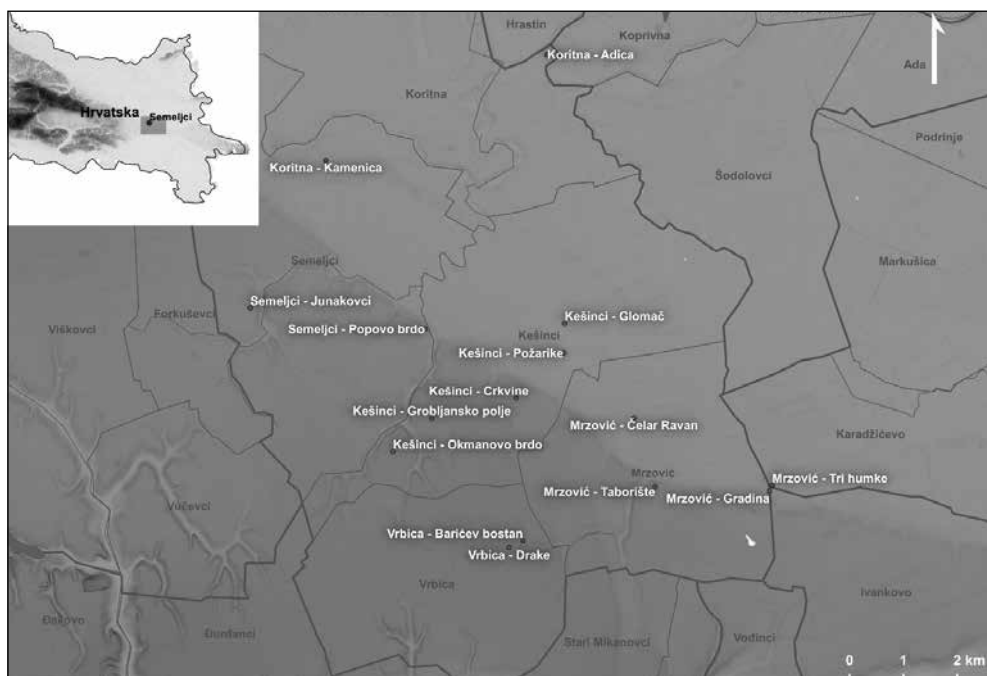 Hrastin
Koprivna
Koritna - Adica
Ada
Koritna
Hrvatska
Semeljci
Podrinje
Koritna - Kamenica
Šodolovci
Markušica
Semeljci
Semeljci - Junakovci
Forkuševci
Viškovci
Semeljci - Popovo brdo
Kešinci - Glomač
Kešinci
Kešinci - Požarike
Kešinci - Crkvine
Kešinci - Grobljansko polje
Mrzović - Čelar Ravan
Karadžićevo
Kešinci - Okmanovo brdo
Mrzović
Mrzović - Tri humke
Mrzović - Taborište
Mrzović - Gradina
Vučevci
Vrbica - Baričev bostan
Vrbica - Drake
Vrbica
Ivankovo
Đakovo
Đurđanci
Stari Mikanovci
Vođinci
0 1 2 km